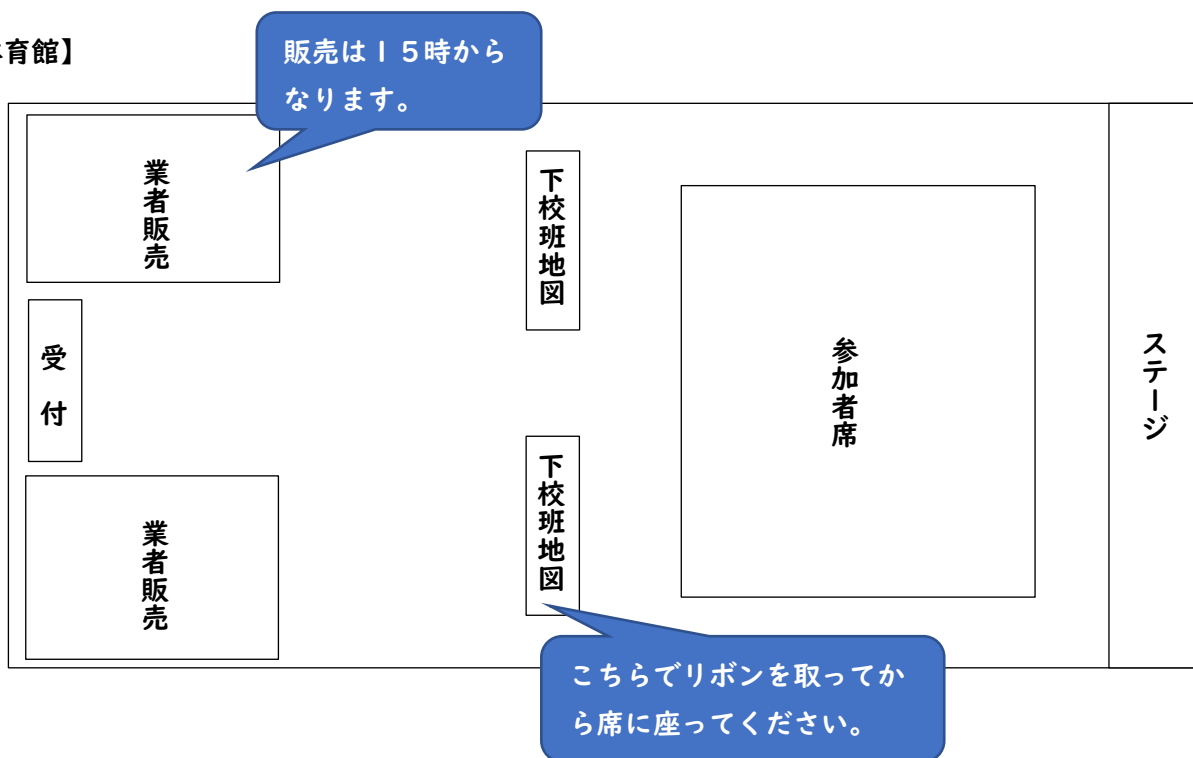 育館】
販売は１５時から
なります。
業者販売
下校班地図
受付
参加者席
ステージ
業者販売
下校班地図
こちらでリボンを取ってか
ら席に座ってください。